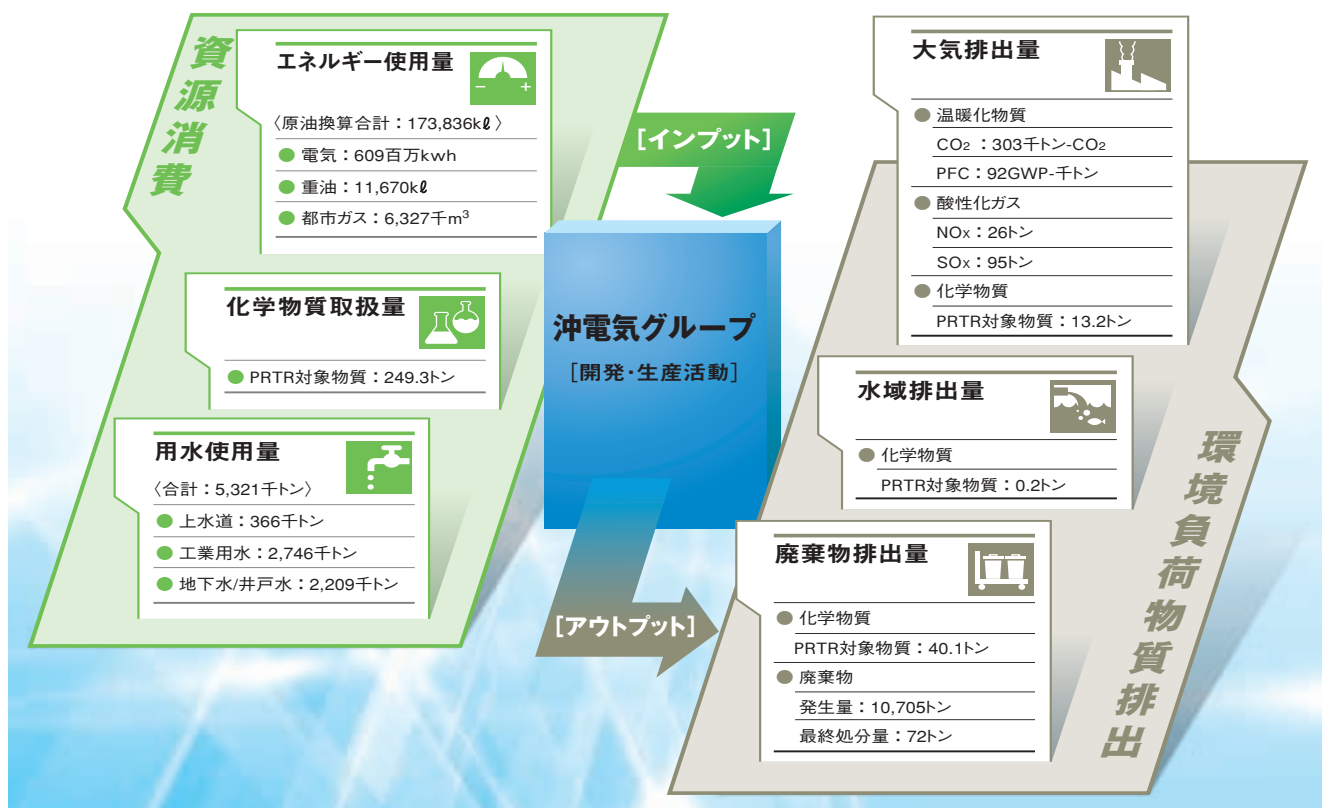 資源消費
エネルギー使用量
− +
〈原油換算合計：173,836kℓ〉
● 電気：609百万kwh
● 重油：11,670kℓ
● 都市ガス：6,327千m³
化学物質取扱量
● PRTR対象物質：249.3トン
用水使用量
〈合計：5,321千トン〉
● 上水道：366千トン
● 工業用水：2,746千トン
● 地下水/井戸水：2,209千トン
［インプット］
沖電気グループ
［開発・生産活動］
［アウトプット］
大気排出量
● 温暖化物質
CO₂：303千トン-CO₂
PFC：92GWP-千トン
● 酸性化ガス
NOx：26トン
SOx：95トン
● 化学物質
PRTR対象物質：13.2トン
水域排出量
● 化学物質
PRTR対象物質：0.2トン
廃棄物排出量
● 化学物質
PRTR対象物質：40.1トン
● 廃棄物
発生量：10,705トン
最終処分量：72トン
環境負荷物質排出